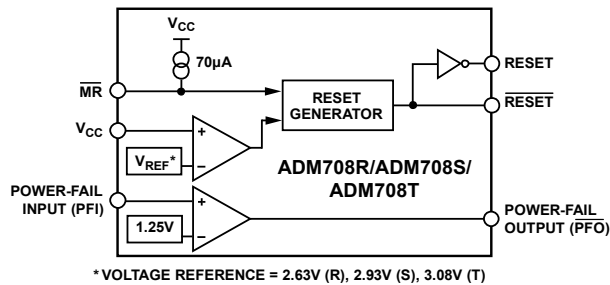 VCC
70µA
MR
RESET
RESET
GENERATOR
RESET
VCC
VREF*
ADM708R/ADM708S/
ADM708T
POWER-FAIL
INPUT (PFI)
1.25V
POWER-FAIL
OUTPUT (PFO)
* VOLTAGE REFERENCE = 2.63V (R), 2.93V (S), 3.08V (T)